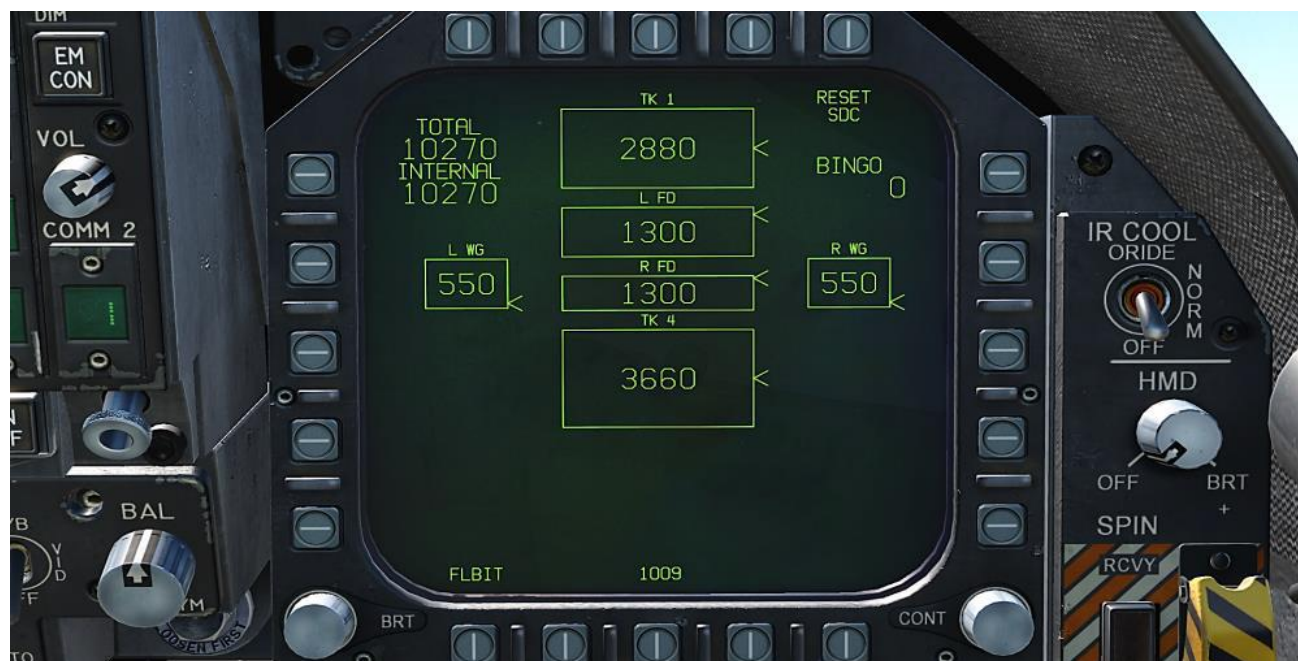 DIM
EM
CON
VOL
COMM 2
BAL
BRT
TOTAL
10270
INTERNAL
10270
TK 1
2880
L FD
1300
R FD
1300
TK 4
3660
L WG
550
R WG
550
RESET
SDC
BINGO
0
FLBIT
1009
CONT
IR COOL
ORIDE
NORM
OFF
HMD
OFF
BRT
+
SPIN
RCVY